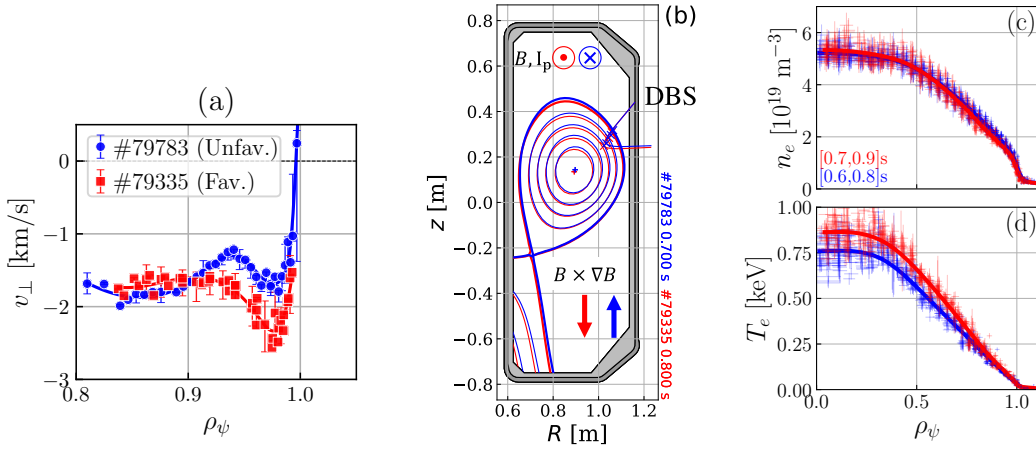 (a)
v⊥ [km/s]
#79783 (Unfav.)
#79335 (Fav.)
0
−1
−2
−3
0.8
0.9
1.0
ρψ
(b)
B, Ip
DBS
B × ∇B
z [m]
0.8
0.6
0.4
0.2
0.0
−0.2
−0.4
−0.6
−0.8
0.6
0.8
1.0
1.2
R [m]
#79783 0.700 s
#79335 0.800 s
(c)
ne [10^19 m^−3]
6
4
2
0
[0.7,0.9]s
[0.6,0.8]s
(d)
Te [keV]
1.00
0.75
0.50
0.25
0.00
0.0
0.5
1.0
ρψ